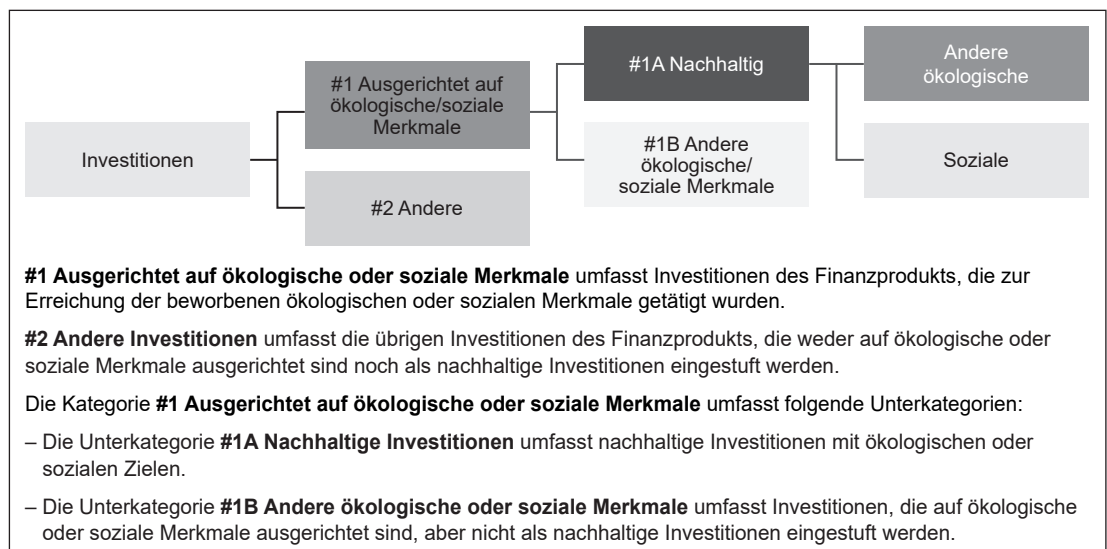 Investitionen
#1 Ausgerichtet auf
ökologische/soziale
Merkmale
#2 Andere
#1A Nachhaltig
#1B Andere
ökologische/
soziale Merkmale
Andere
ökologische
Soziale
#1 Ausgerichtet auf ökologische oder soziale Merkmale umfasst Investitionen des Finanzprodukts, die zur
Erreichung der beworbenen ökologischen oder sozialen Merkmale getätigt wurden.
#2 Andere Investitionen umfasst die übrigen Investitionen des Finanzprodukts, die weder auf ökologische oder
soziale Merkmale ausgerichtet sind noch als nachhaltige Investitionen eingestuft werden.
Die Kategorie #1 Ausgerichtet auf ökologische oder soziale Merkmale umfasst folgende Unterkategorien:
– Die Unterkategorie #1A Nachhaltige Investitionen umfasst nachhaltige Investitionen mit ökologischen oder
sozialen Zielen.
– Die Unterkategorie #1B Andere ökologische oder soziale Merkmale umfasst Investitionen, die auf ökologische
oder soziale Merkmale ausgerichtet sind, aber nicht als nachhaltige Investitionen eingestuft werden.